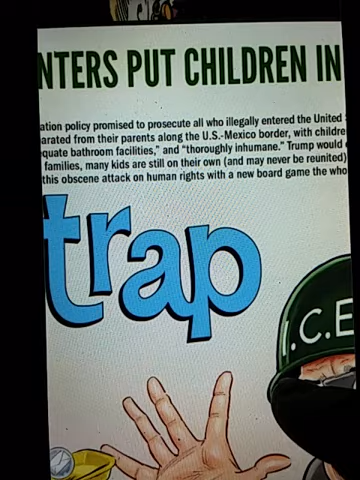 NTERS PUT CHILDREN IN
ation policy promised to prosecute all who illegally entered the United
arated from their parents along the U.S.-Mexico border, with childre
quate bathroom facilities,” and “thoroughly inhumane.” Trump would
families, many kids are still on their own (and may never be reunited)
this obscene attack on human rights with a new board game the who
trap
I.C.E